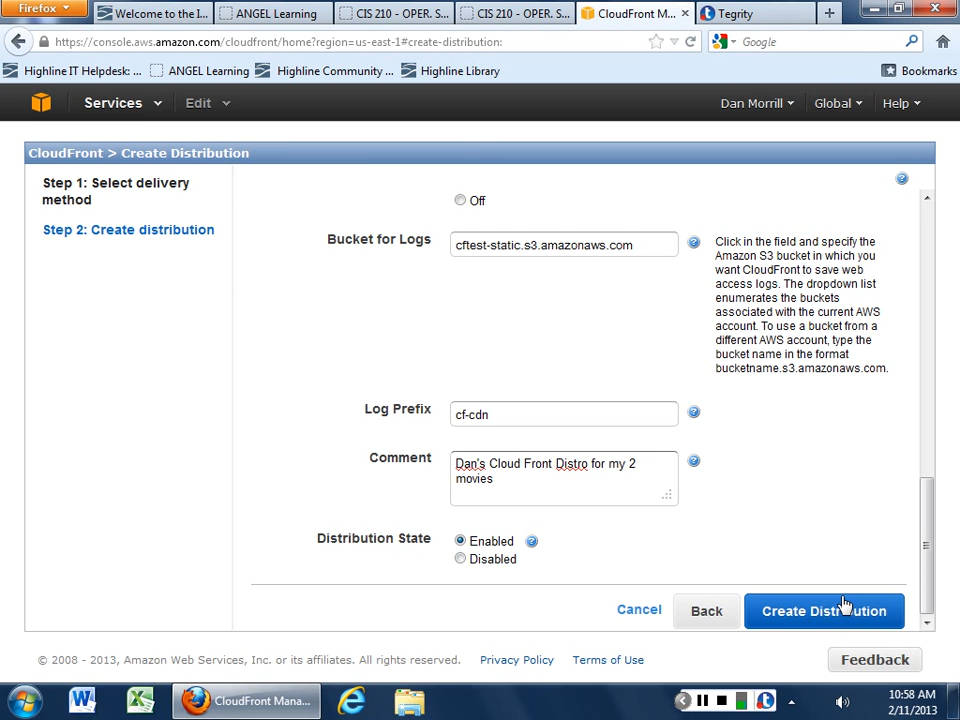 Firefox
Welcome to the I...
ANGEL Learning
CIS 210 - OPER. S...
CIS 210 - OPER. S...
CloudFront M...
Tegrity
https://console.aws.amazon.com/cloudfront/home?region=us-east-1#create-distribution:
Google
Highline IT Helpdesk: ...
ANGEL Learning
Highline Community ...
Highline Library
Bookmarks
Services
Edit
Dan Morrill
Global
Help
CloudFront > Create Distribution
Step 1: Select delivery
method
Step 2: Create distribution
Off
Bucket for Logs
cftest-static.s3.amazonaws.com
Click in the field and specify the
Amazon S3 bucket in which you
want CloudFront to save web
access logs. The dropdown list
enumerates the buckets
associated with the current AWS
account. To use a bucket from a
different AWS account, type the
bucket name in the format
bucketname.s3.amazonaws.com.
Log Prefix
cf-cdn
Comment
Dan's Cloud Front Distro for my 2
movies
Distribution State
Enabled
Disabled
Cancel
Back
Create Distribution
© 2008 - 2013, Amazon Web Services, Inc. or its affiliates. All rights reserved.
Privacy Policy
Terms of Use
Feedback
CloudFront Mana...
10:58 AM
2/11/2013